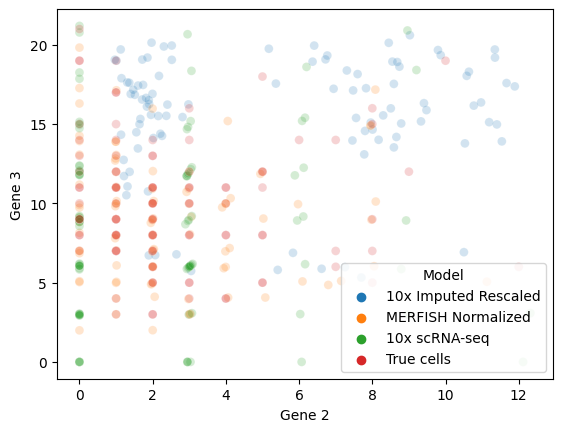 20
15
10
5
0
Gene 3
0 2 4 6 8 10 12
Gene 2
Model
10x Imputed Rescaled
MERFISH Normalized
10x scRNA-seq
True cells